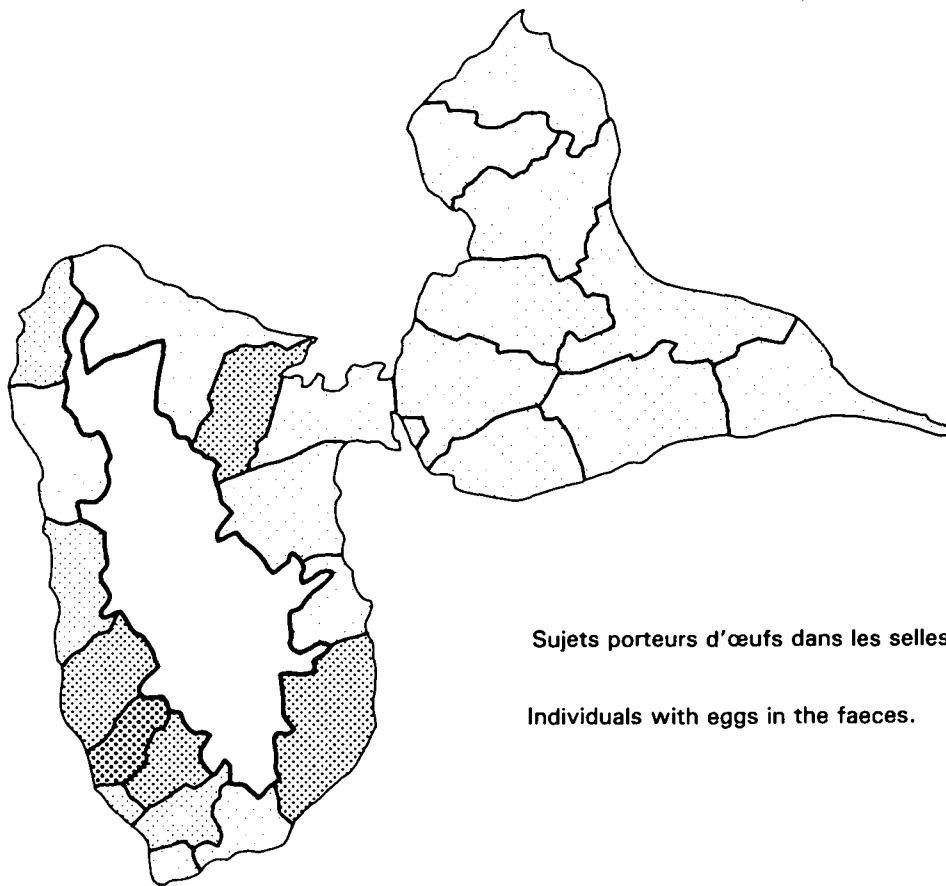 Sujets porteurs d'œufs dans les selles
Individuals with eggs in the faeces.